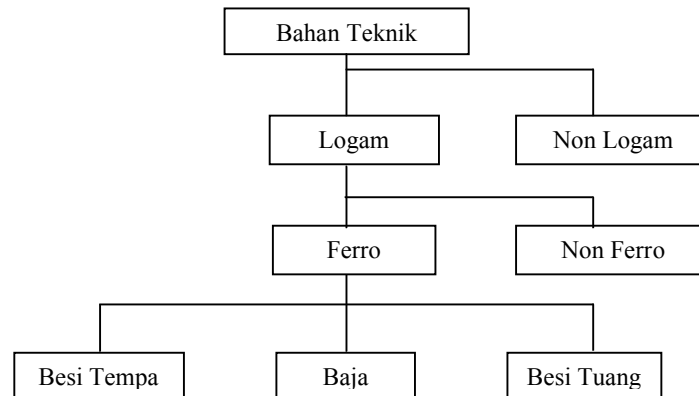 Bahan Teknik
Logam
Non Logam
Ferro
Non Ferro
Besi Tempa
Baja
Besi Tuang